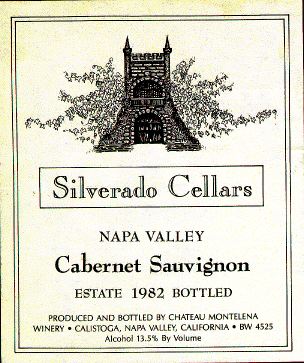 Silverado Cellars
NAPA VALLEY
Cabernet Sauvignon
ESTATE 1982 BOTTLED
PRODUCED AND BOTTLED BY CHATEAU MONTELENA
WINERY • CALISTOGA, NAPA VALLEY, CALIFORNIA • BW 4525
Alcohol 13.5% By Volume